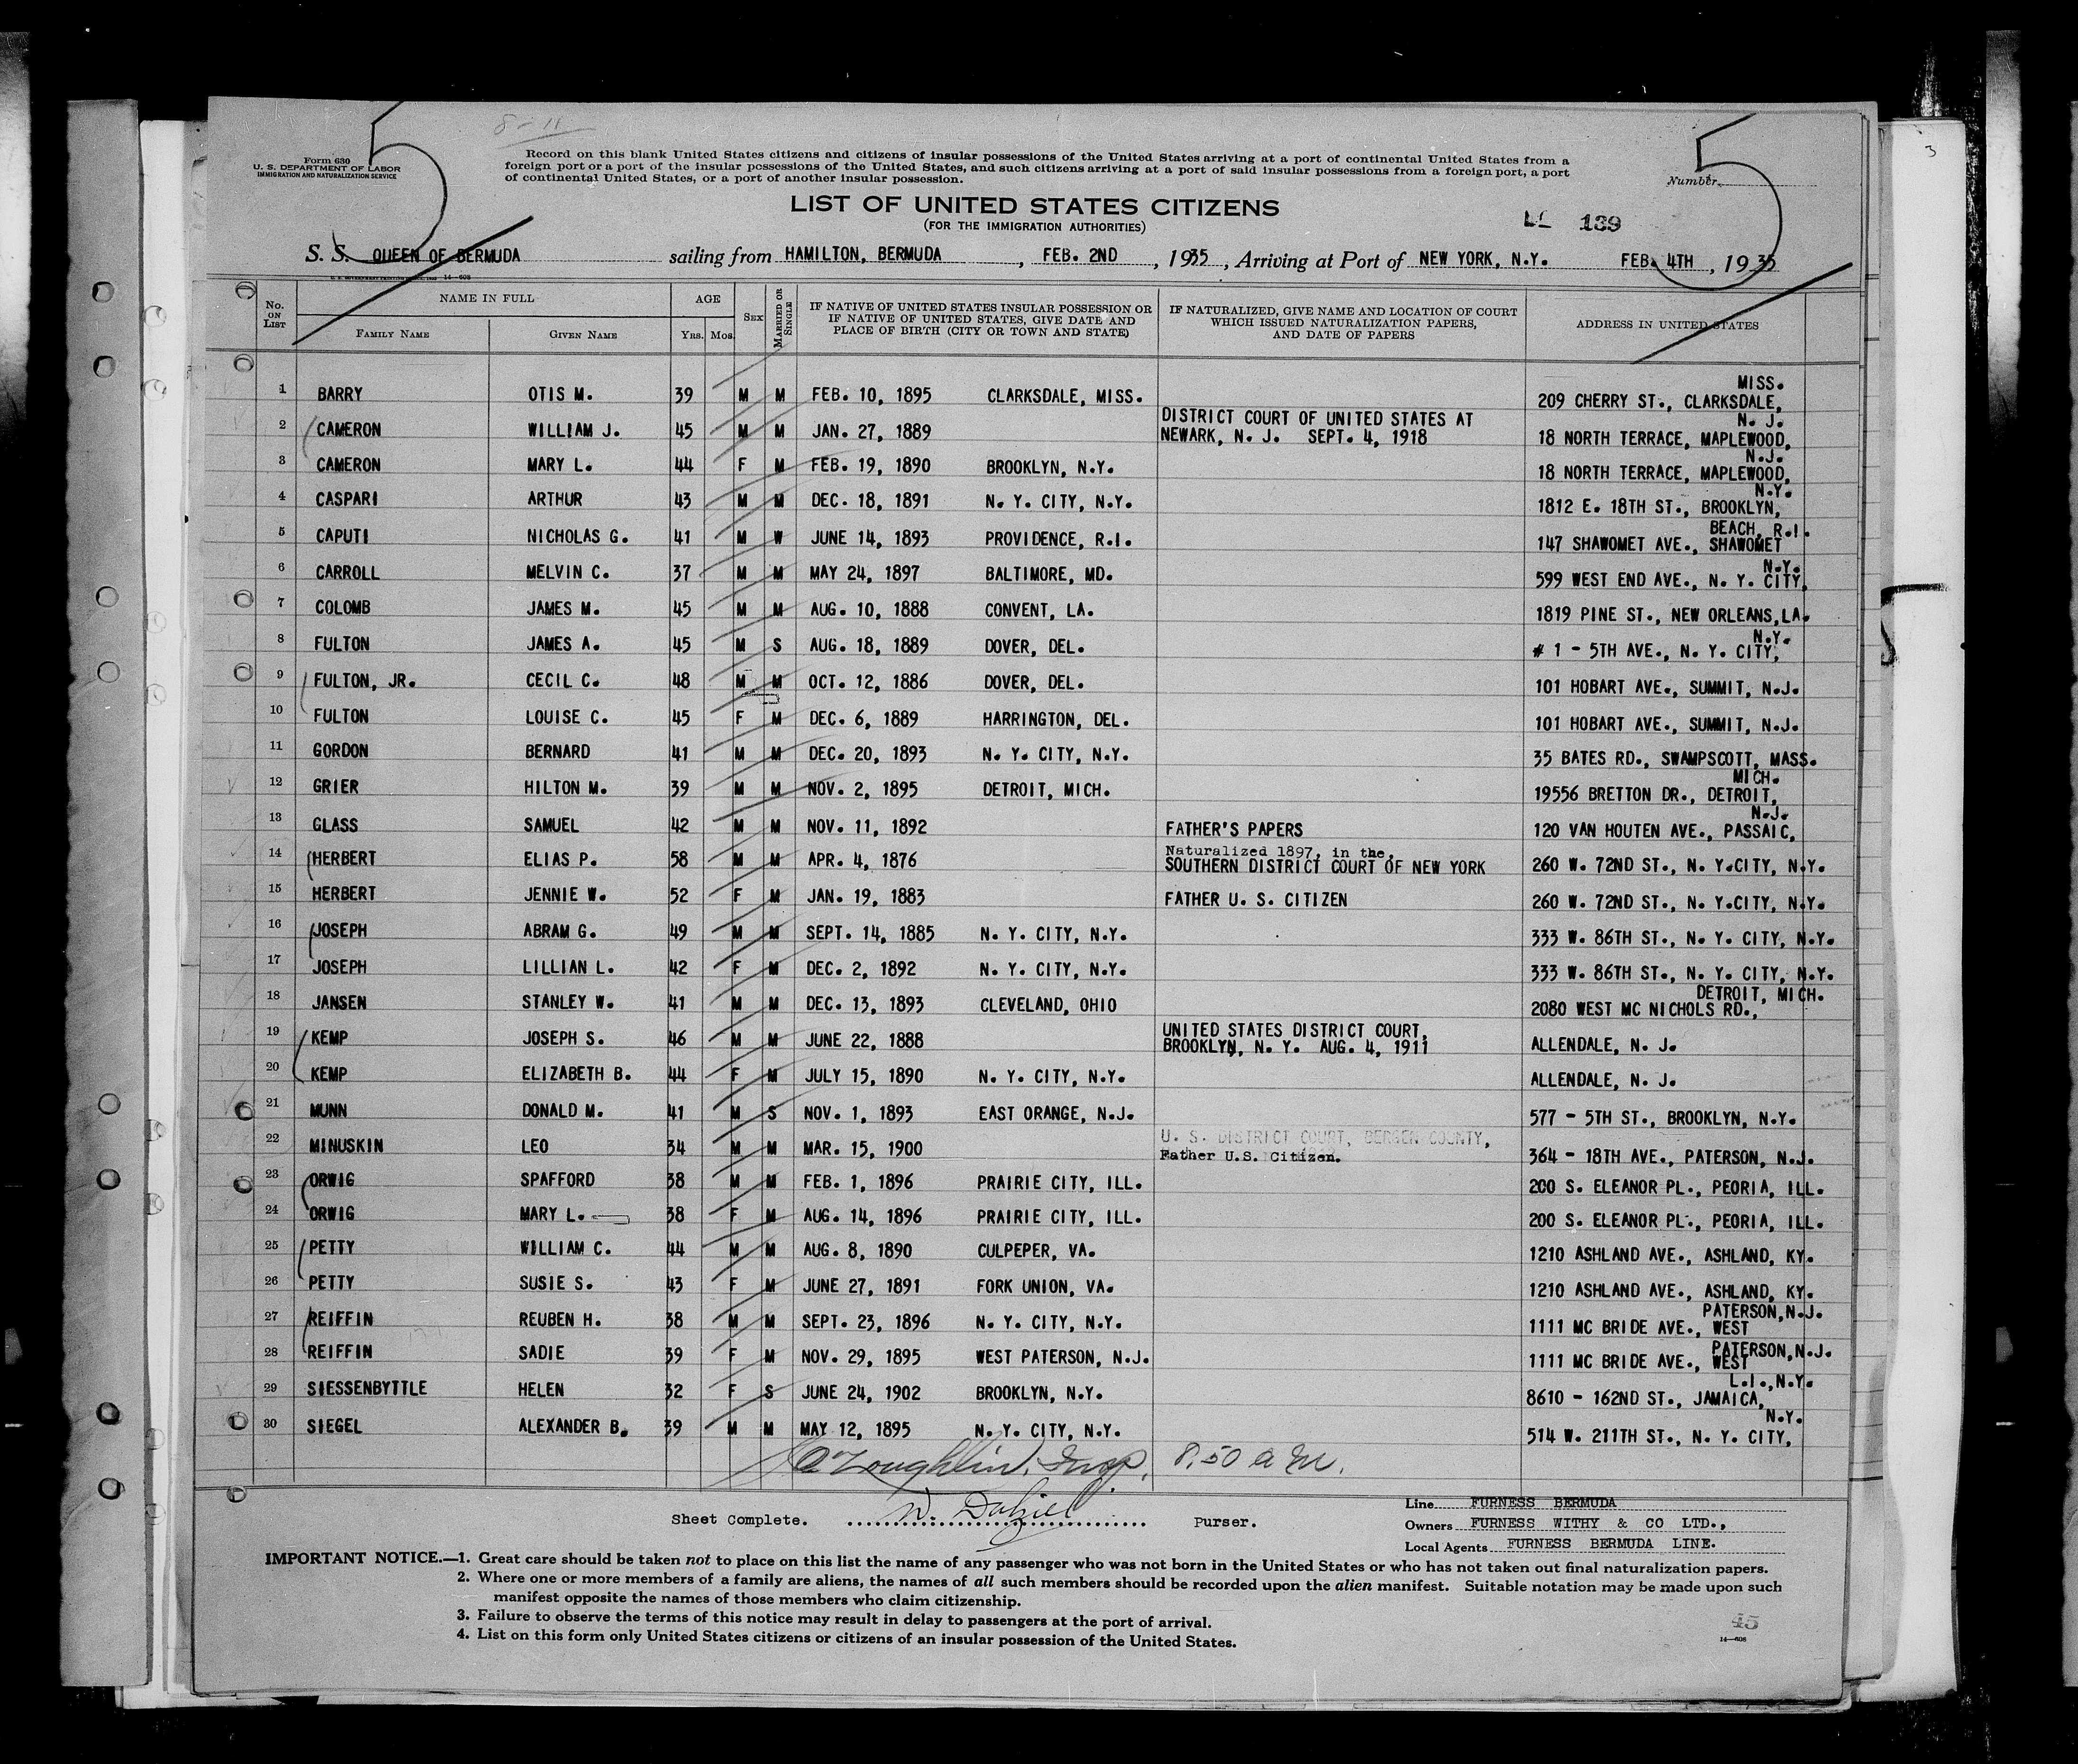 5
8-11
5
3
Form 630
U. S. DEPARTMENT OF LABOR
IMMIGRATION AND NATURALIZATION SERVICE
Record on this blank United States citizens and citizens of insular possessions of the United States arriving at a port of continental United States from a
foreign port or a port of the insular possessions of the United States, and such citizens arriving at a port of said insular possessions from a foreign port, a port
of continental United States, or a port of another insular possession.
Number
LIST OF UNITED STATES CITIZENS
(FOR THE IMMIGRATION AUTHORITIES)
139
S. S. QUEEN OF BERMUDA sailing from HAMILTON, BERMUDA, FEB. 2ND, 1935, Arriving at Port of NEW YORK, N.Y. FEB. 4TH, 1935
No. ON LIST NAME IN FULL AGE SEX MARRIED OR SINGLE IF NATIVE OF UNITED STATES INSULAR POSSESSION OR IF NATIVE OF UNITED STATES, GIVE DATE AND PLACE OF BIRTH (CITY OR TOWN AND STATE) IF NATURALIZED, GIVE NAME AND LOCATION OF COURT WHICH ISSUED NATURALIZATION PAPERS, AND DATE OF PAPERS ADDRESS IN UNITED STATES
FAMILY NAME GIVEN NAME YRS. MOS.
1 BARRY OTIS M. 39 M M FEB. 10, 1895 CLARKSDALE, MISS. 209 CHERRY ST., CLARKSDALE, MISS.
2 CAMERON WILLIAM J. 45 M M JAN. 27, 1889 DISTRICT COURT OF UNITED STATES AT NEWARK, N. J. SEPT. 4, 1918 18 NORTH TERRACE, MAPLEWOOD, N. J.
3 CAMERON MARY L. 44 F M FEB. 19, 1890 BROOKLYN, N.Y. 18 NORTH TERRACE, MAPLEWOOD, N.J.
4 CASPARI ARTHUR 43 M M DEC. 18, 1891 N. Y. CITY, N.Y. 1812 E. 18TH ST., BROOKLYN, N.Y.
5 CAPUTI NICHOLAS G. 41 M W JUNE 14, 1893 PROVIDENCE, R.I. 147 SHAWOMET AVE., SHAWOMET BEACH, R.I.
6 CARROLL MELVIN C. 37 M M MAY 24, 1897 BALTIMORE, MD. 599 WEST END AVE., N. Y. CITY, N.Y.
7 COLOMB JAMES M. 45 M M AUG. 10, 1888 CONVENT, LA. 1819 PINE ST., NEW ORLEANS, LA.
8 FULTON JAMES A. 45 M S AUG. 18, 1889 DOVER, DEL. # 1 - 5TH AVE., N. Y. CITY, N.Y.
9 FULTON, JR. CECIL C. 48 M M OCT. 12, 1886 DOVER, DEL. 101 HOBART AVE., SUMMIT, N.J.
10 FULTON LOUISE C. 45 F M DEC. 6, 1889 HARRINGTON, DEL. 101 HOBART AVE., SUMMIT, N.J.
11 GORDON BERNARD 41 M M DEC. 20, 1893 N. Y. CITY, N.Y. 35 BATES RD., SWAMPSCOTT, MASS.
12 GRIER HILTON M. 39 M M NOV. 2, 1895 DETROIT, MICH. 19556 BRETTON DR., DETROIT, MICH.
13 GLASS SAMUEL 42 M M NOV. 11, 1892 FATHER'S PAPERS 120 VAN HOUTEN AVE., PASSAIC, N.J.
14 HERBERT ELIAS P. 58 M M APR. 4, 1876 Naturalized 1897, in the, SOUTHERN DISTRICT COURT OF NEW YORK 260 W. 72ND ST., N. Y.CITY, N.Y.
15 HERBERT JENNIE W. 52 F M JAN. 19, 1883 FATHER U. S. CITIZEN 260 W. 72ND ST., N. Y.CITY, N.Y.
16 JOSEPH ABRAM G. 49 M M SEPT. 14, 1885 N. Y. CITY, N.Y. 333 W. 86TH ST., N. Y. CITY, N.Y.
17 JOSEPH LILLIAN L. 42 F M DEC. 2, 1892 N. Y. CITY, N.Y. 333 W. 86TH ST., N. Y. CITY, N.Y.
18 JANSEN STANLEY W. 41 M M DEC. 13, 1893 CLEVELAND, OHIO 2080 WEST MC NICHOLS RD., DETROIT, MICH.
19 KEMP JOSEPH S. 46 M M JUNE 22, 1888 UNITED STATES DISTRICT COURT, BROOKLYN, N. Y. AUG. 4, 1911 ALLENDALE, N. J.
20 KEMP ELIZABETH B. 44 F M JULY 15, 1890 N. Y. CITY, N.Y. ALLENDALE, N. J.
21 MUNN DONALD M. 41 M S NOV. 1, 1893 EAST ORANGE, N.J. 577 - 5TH ST., BROOKLYN, N.Y.
22 MINUSKIN LEO 34 M M MAR. 15, 1900 U. S. DISTRICT COURT, BERGEN COUNTY, Father U.S. Citizen. 364 - 18TH AVE., PATERSON, N.J.
23 ORWIG SPAFFORD 38 M M FEB. 1, 1896 PRAIRIE CITY, ILL. 200 S. ELEANOR PL., PEORIA, ILL.
24 ORWIG MARY L. 38 F M AUG. 14, 1896 PRAIRIE CITY, ILL. 200 S. ELEANOR PL., PEORIA, ILL.
25 PETTY WILLIAM C. 44 M M AUG. 8, 1890 CULPEPER, VA. 1210 ASHLAND AVE., ASHLAND, KY.
26 PETTY SUSIE S. 43 F M JUNE 27, 1891 FORK UNION, VA. 1210 ASHLAND AVE., ASHLAND, KY.
27 REIFFIN REUBEN H. 38 M M SEPT. 23, 1896 N. Y. CITY, N.Y. 1111 MC BRIDE AVE., WEST PATERSON, N.J.
28 REIFFIN SADIE 39 F M NOV. 29, 1895 WEST PATERSON, N.J. 1111 MC BRIDE AVE., WEST PATERSON, N.J.
29 SIESSENBYTTLE HELEN 32 F S JUNE 24, 1902 BROOKLYN, N.Y. 8610 - 162ND ST., JAMAICA, L.I., N.Y.
30 SIEGEL ALEXANDER B. 39 M M MAY 12, 1895 N. Y. CITY, N.Y. 514 W. 211TH ST., N. Y. CITY, N.Y.
O'Loughlin, Insp. 8.50 a m.
Sheet Complete. W. Dalziel Purser.
Line FURNESS BERMUDA
Owners FURNESS WITHY & CO LTD.,
Local Agents FURNESS BERMUDA LINE.
IMPORTANT NOTICE.—1. Great care should be taken not to place on this list the name of any passenger who was not born in the United States or who has not taken out final naturalization papers.
2. Where one or more members of a family are aliens, the names of all such members should be recorded upon the alien manifest. Suitable notation may be made upon such
manifest opposite the names of those members who claim citizenship.
3. Failure to observe the terms of this notice may result in delay to passengers at the port of arrival.
4. List on this form only United States citizens or citizens of an insular possession of the United States.
45
14—608